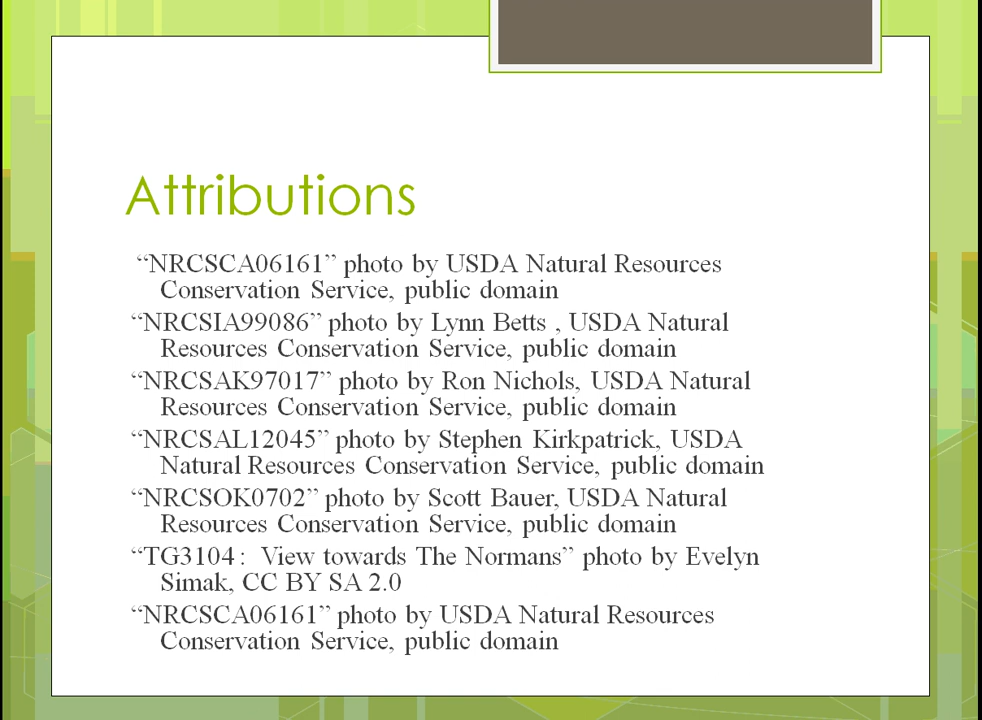 Attributions
“NRCSCA06161” photo by USDA Natural Resources
Conservation Service, public domain
“NRCSIA99086” photo by Lynn Betts , USDA Natural
Resources Conservation Service, public domain
“NRCSAK97017” photo by Ron Nichols, USDA Natural
Resources Conservation Service, public domain
“NRCSAL12045” photo by Stephen Kirkpatrick, USDA
Natural Resources Conservation Service, public domain
“NRCSOK0702” photo by Scott Bauer, USDA Natural
Resources Conservation Service, public domain
“TG3104 :  View towards The Normans” photo by Evelyn
Simak, CC BY SA 2.0
“NRCSCA06161” photo by USDA Natural Resources
Conservation Service, public domain